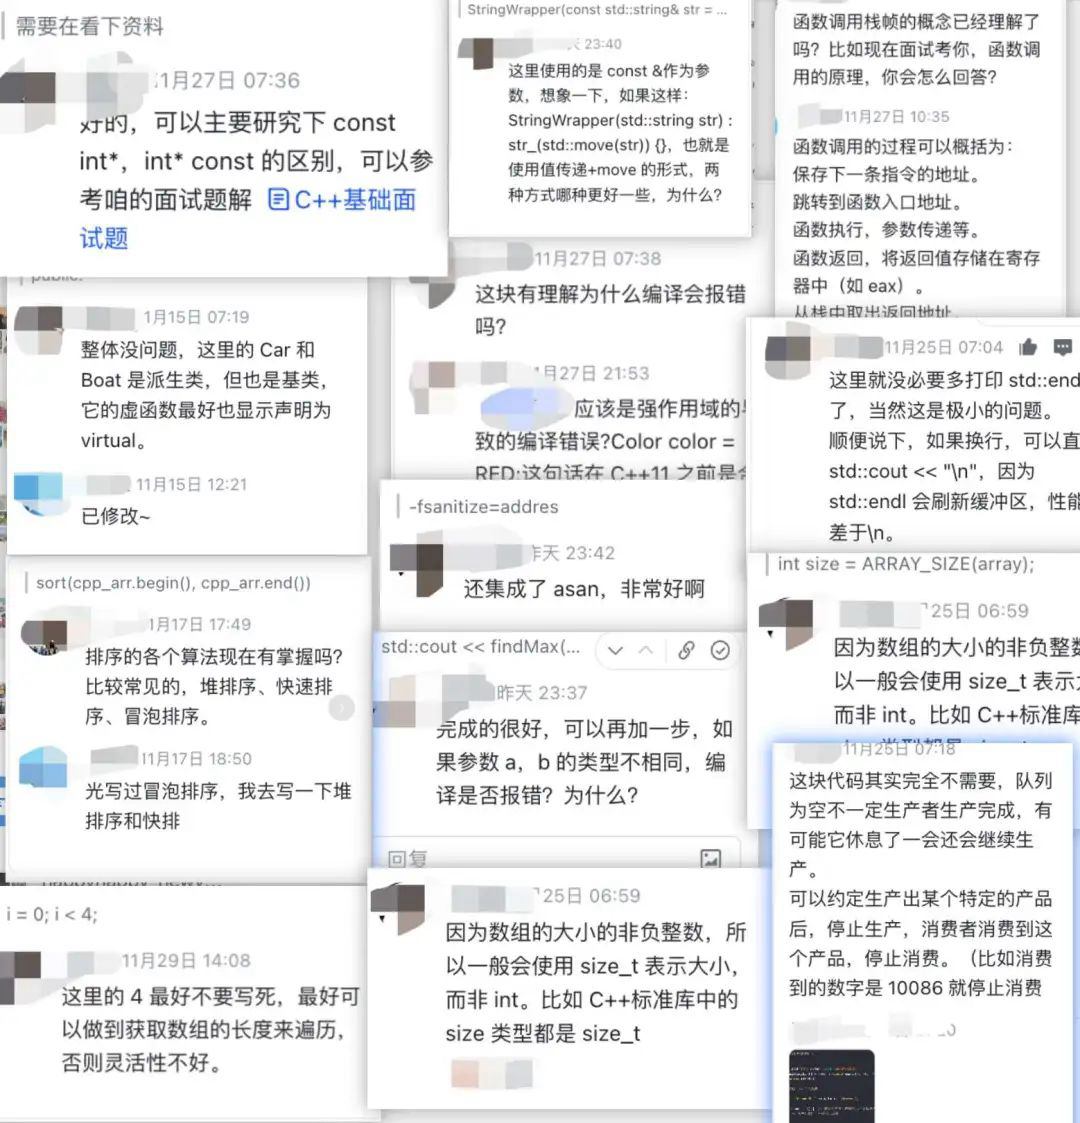 需要在看下资料
11月27日 07:36
好的，可以主要研究下 const
int*，int* const 的区别，可以参
考咱的面试题解 C++基础面
试题
StringWrapper(const std::string& str = ...
天 23:40
这里使用的是 const &作为参
数，想象一下，如果这样：
StringWrapper(std::string str) :
str_(std::move(str)) {}，也就是
使用值传递+move 的形式，两
种方式哪种更好一些，为什么？
函数调用栈帧的概念已经理解了
吗？比如现在面试考你，函数调
用的原理，你会怎么回答？
11月27日 10:35
函数调用的过程可以概括为：
保存下一条指令的地址。
跳转到函数入口地址。
函数执行，参数传递等。
函数返回，将返回值存储在寄存
器中（如 eax）。
从栈中取出返回地址
public:
1月15日 07:19
整体没问题，这里的 Car 和
Boat 是派生类，但也是基类，
它的虚函数最好也显示声明为
virtual。
11月15日 12:21
已修改~
11月27日 07:38
这块有理解为什么编译会报错
吗？
1月27日 21:53
应该是强作用域的
致的编译错误?Color color =
RED;这句话在 C++11 之前是
11月25日 07:04
这里就没必要多打印 std::end
了，当然这是极小的问题。
顺便说下，如果换行，可以直
std::cout << "\n"，因为
std::endl 会刷新缓冲区，性能
差于\n。
-fsanitize=addres
昨天 23:42
还集成了 asan，非常好啊
int size = ARRAY_SIZE(array);
25日 06:59
因为数组的大小的非负整数
以一般会使用 size_t 表示
而非 int。比如 C++标准库
sort(cpp_arr.begin(), cpp_arr.end())
1月17日 17:49
排序的各个算法现在有掌握吗？
比较常见的，堆排序、快速排
序、冒泡排序。
11月17日 18:50
光写过冒泡排序，我去写一下堆
排序和快排
std::cout << findMax(...
昨天 23:37
完成的很好，可以再加一步，如
果参数 a，b 的类型不相同，编
译是否报错？为什么？
回复
11月25日 07:18
这块代码其实完全不需要，队列
为空不一定生产者生产完成，有
可能它休息了一会还会继续生
产。
可以约定生产出某个特定的产品
后，停止生产，消费者消费到这
个产品，停止消费。（比如消费
到的数字是 10086 就停止消费
i = 0; i < 4;
11月29日 14:08
这里的 4 最好不要写死，最好可
以做到获取数组的长度来遍历，
否则灵活性不好。
25日 06:59
因为数组的大小的非负整数，所
以一般会使用 size_t 表示大小，
而非 int。比如 C++标准库中的
size 类型都是 size_t